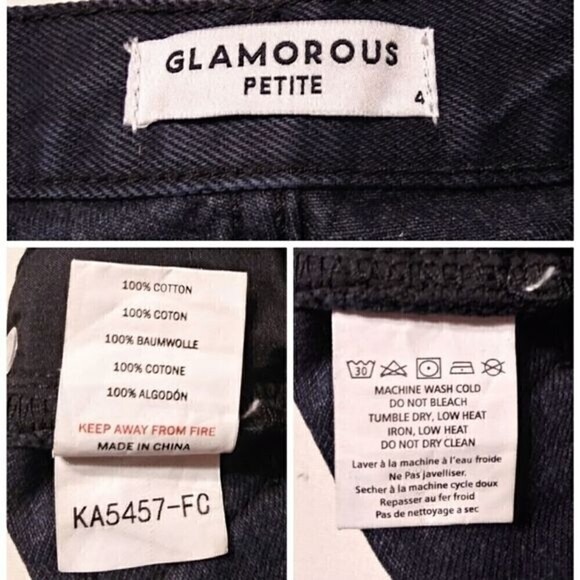 GLAMOROUS
PETITE
4
100% COTTON
100% COTON
100% BAUMWOLLE
100% COTONE
100% ALGODÓN
KEEP AWAY FROM FIRE
MADE IN CHINA
KA5457-FC
30
MACHINE WASH COLD
DO NOT BLEACH
TUMBLE DRY, LOW HEAT
IRON, LOW HEAT
DO NOT DRY CLEAN
Laver à la machine à l'eau froide
Ne Pas javelliser.
Secher à la machine cycle doux
Repasser au fer froid
Pas de nettoyage a sec